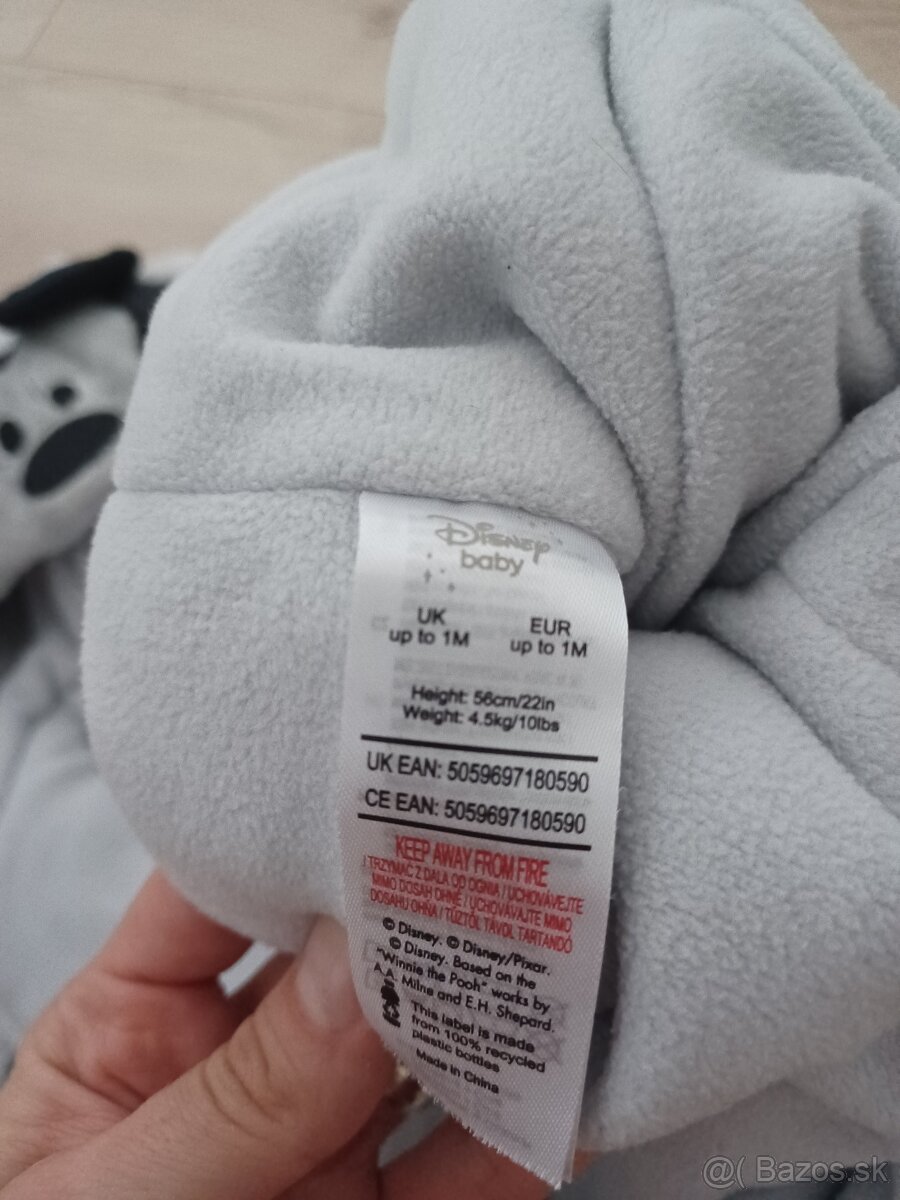 Disney
baby
UK
up to 1M
EUR
up to 1M
Height: 56cm/22in
Weight: 4.5kg/10lbs
UK EAN: 5059697180590
CE EAN: 5059697180590
KEEP AWAY FROM FIRE
/ TRZYMAĆ Z DALA OD OGNIA / UCHOVÁVEJTE
MIMO DOSAH OHNĚ / UCHOVÁVAJTE MIMO
DOSAHU OHŇA / TŰZTŐL TÁVOL TARTANDÓ
© Disney. © Disney/Pixar.
© Disney. Based on the
"Winnie the Pooh" works by
A.A. Milne and E.H. Shepard.
This label is made
from 100% recycled
plastic bottles
Made in China
@( Bazos.sk